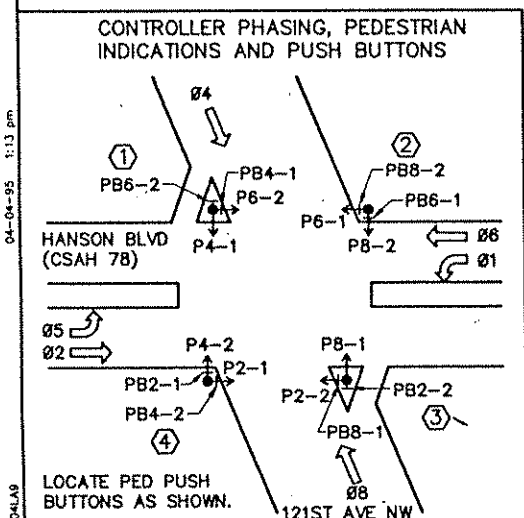 CONTROLLER PHASING, PEDESTRIAN
INDICATIONS AND PUSH BUTTONS
04-04-95 1:13 pm
Ø4
1
2
PB6-2
PB4-1
P6-2
PB8-2
PB6-1
P6-1
P4-1
P8-2
HANSON BLVD
(CSAH 78)
Ø6
Ø1
Ø5
Ø2
P4-2
P2-1
P8-1
PB2-1
PB4-2
P2-2
PB2-2
PB8-1
4
3
LOCATE PED PUSH
BUTTONS AS SHOWN.
Ø8
121ST AVE NW
04LA9